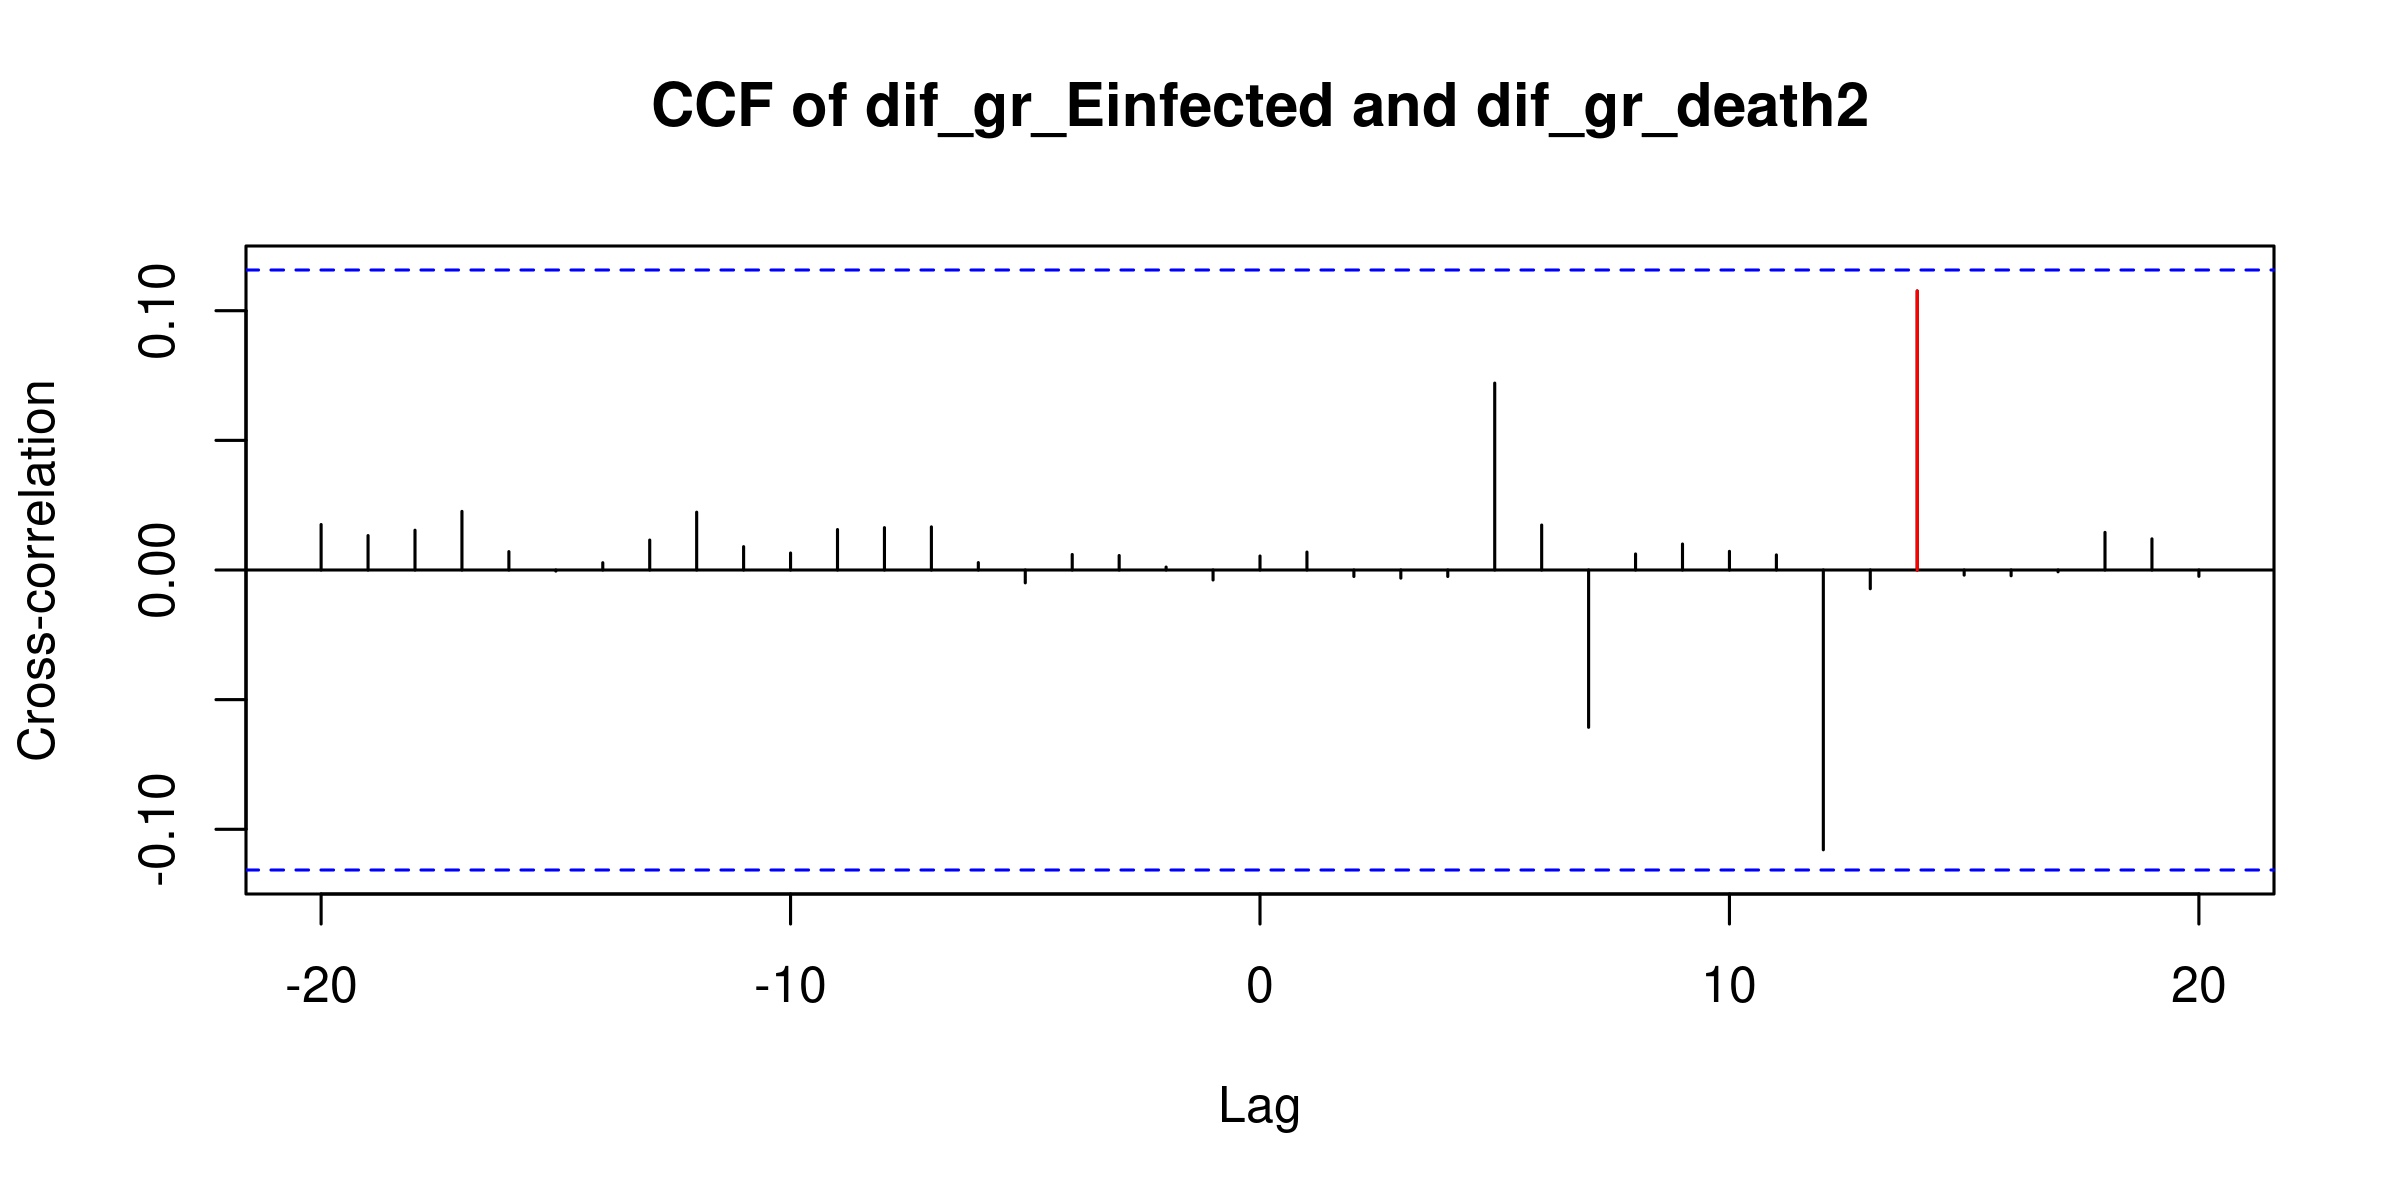 CCF of dif_gr_Einfected and dif_gr_death2
Cross-correlation
0.10
0.00
-0.10
-20
-10
0
10
20
Lag